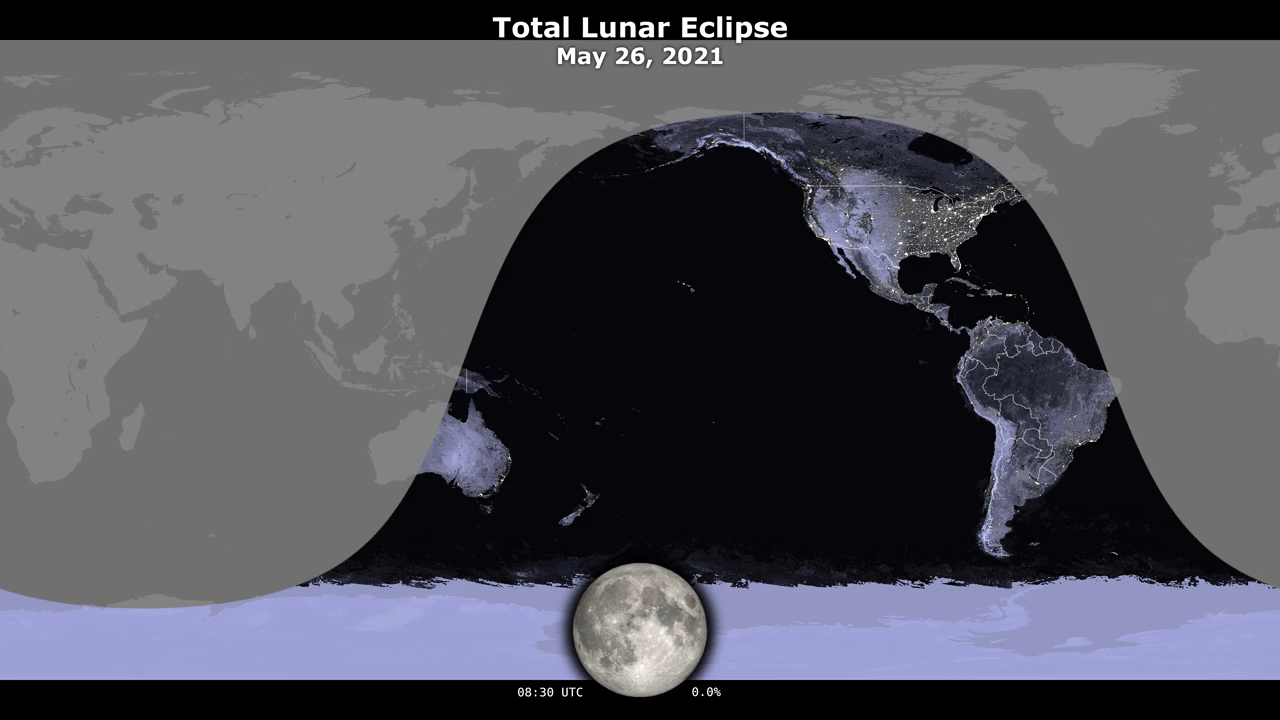 Total Lunar Eclipse
May 26, 2021
08:30 UTC 0.0%